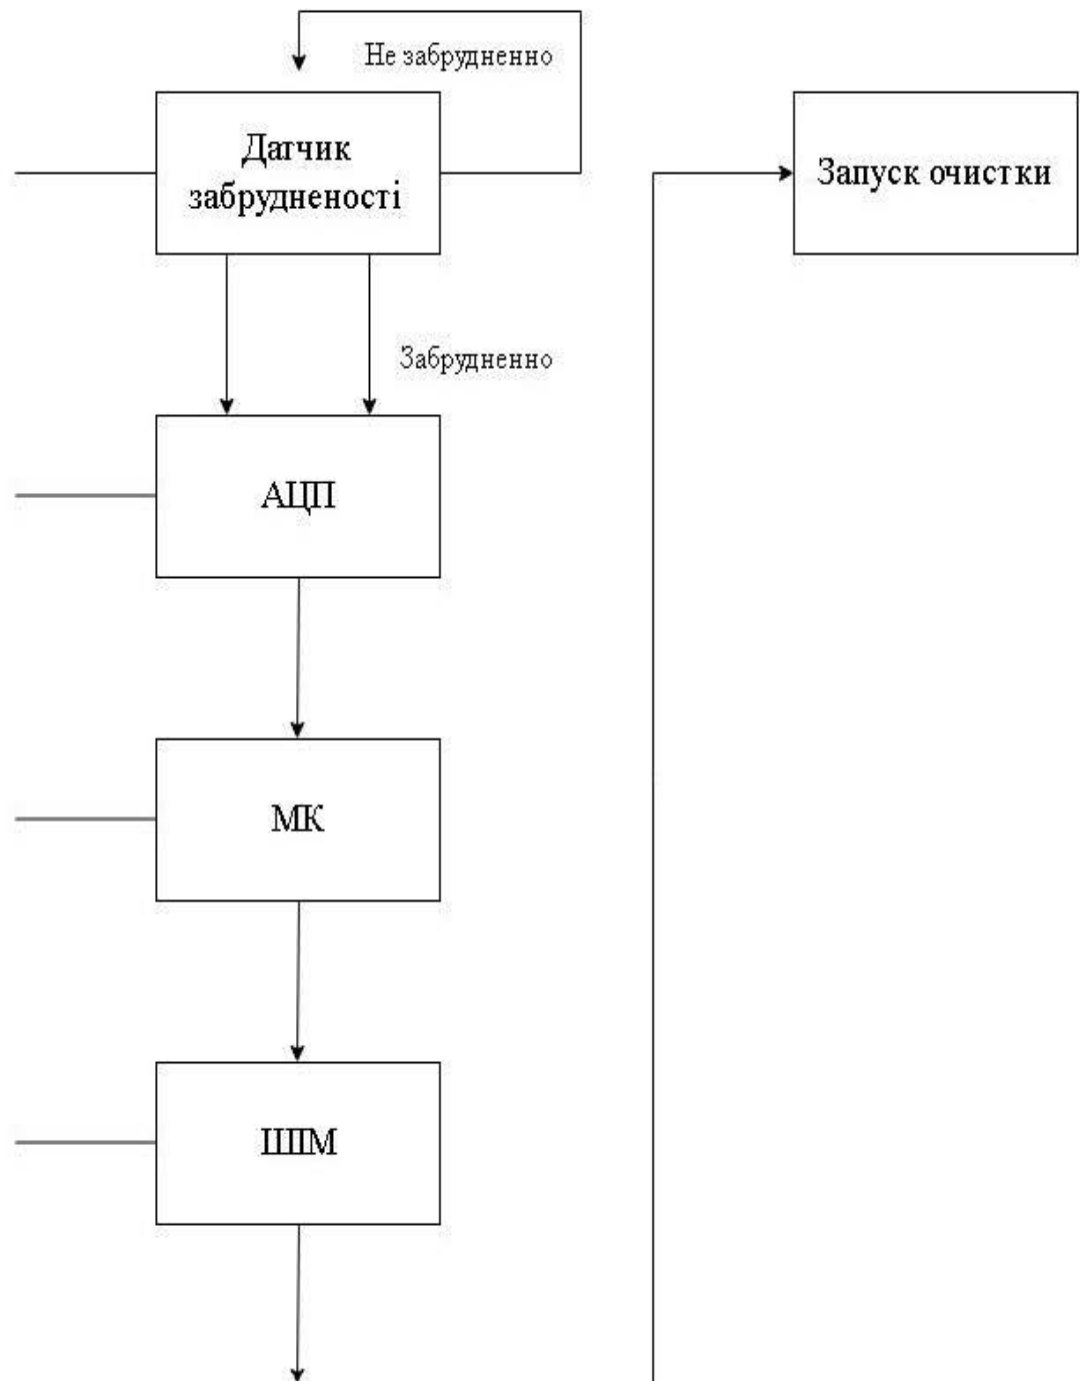 Не забрудненно
Датчик
забрудненості
Запуск очистки
Забрудненно
АЦП
МК
ШІМ